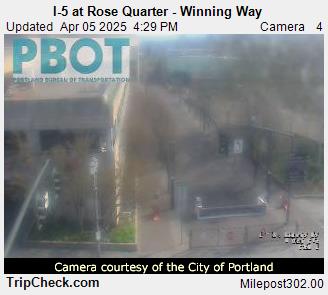 I-5 at Rose Quarter - Winning Way
Updated Apr 05 2025 4:29 PM Camera 4
PBOT
PORTLAND BUREAU OF TRANSPORTATION
Camera courtesy of the City of Portland
TripCheck.com Milepost302.00